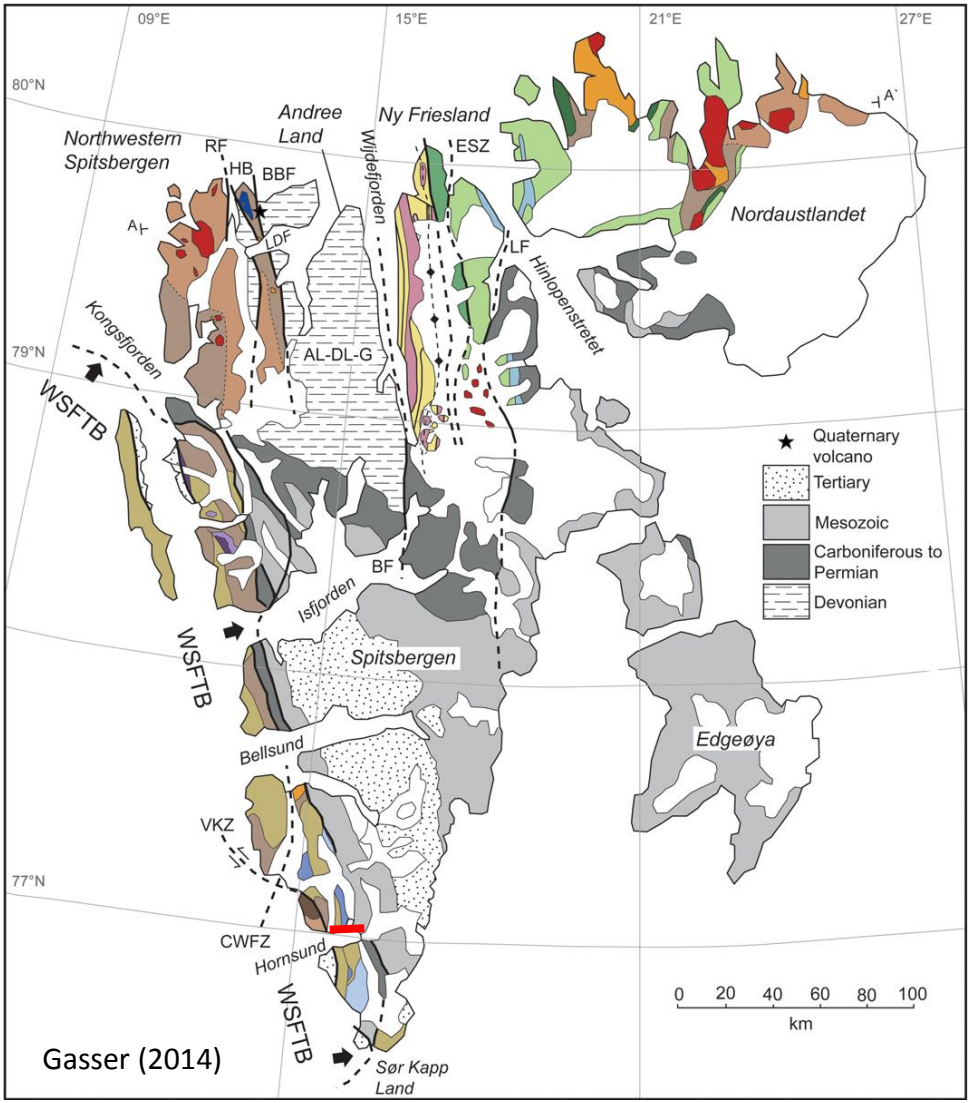 09°E
15°E
21°E
27°E
80°N
79°N
77°N
Northwestern
Spitsbergen
RF
HB
BBF
LDF
Andree
Land
Wijdefjorden
Ny Friesland
ESZ
LF
Hinlopenstretet
Nordaustlandet
A
A'
Kongsfjorden
WSFTB
AL-DL-G
BF
Isfjorden
WSFTB
Spitsbergen
Edgeøya
Bellsund
VKZ
CWFZ
Hornsund
WSFTB
Sør Kapp
Land
Quaternary
volcano
Tertiary
Mesozoic
Carboniferous to
Permian
Devonian
0 20 40 60 80 100
km
Gasser (2014)